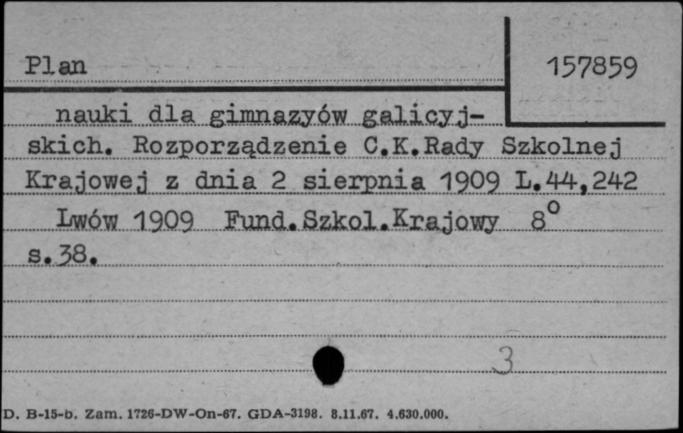 Plan 157859
nauki dla gimnazyów galicyj-
skich. Rozporządzenie C.K.Rady Szkolnej
Krajowej z dnia 2 sierpnia 1909 L.44,242
Lwów 1909 Fund.Szkol.Krajowy 8°
s.38.
3
D. B-15-b. Zam. 1726-DW-On-67. GDA-3198. 8.11.67. 4.630.000.